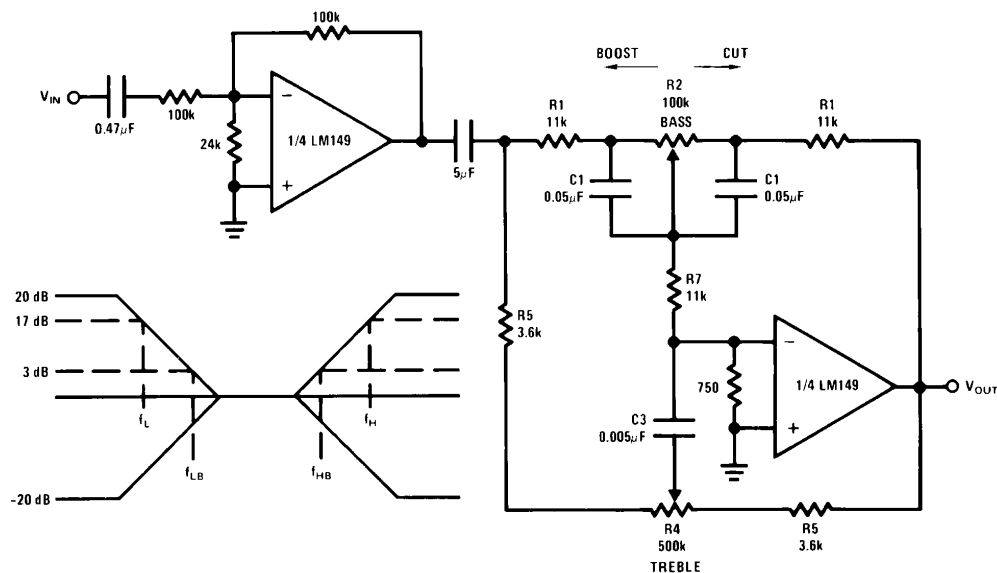 100k
V_IN
0.47μF
100k
24k
−
+
1/4 LM149
5μF
BOOST
CUT
R1
11k
R2
100k
BASS
R1
11k
C1
0.05μF
C1
0.05μF
R7
11k
R5
3.6k
750
−
+
1/4 LM149
V_OUT
C3
0.005μF
R4
500k
TREBLE
R5
3.6k
20 dB
17 dB
3 dB
-20 dB
f_L
f_LB
f_HB
f_H